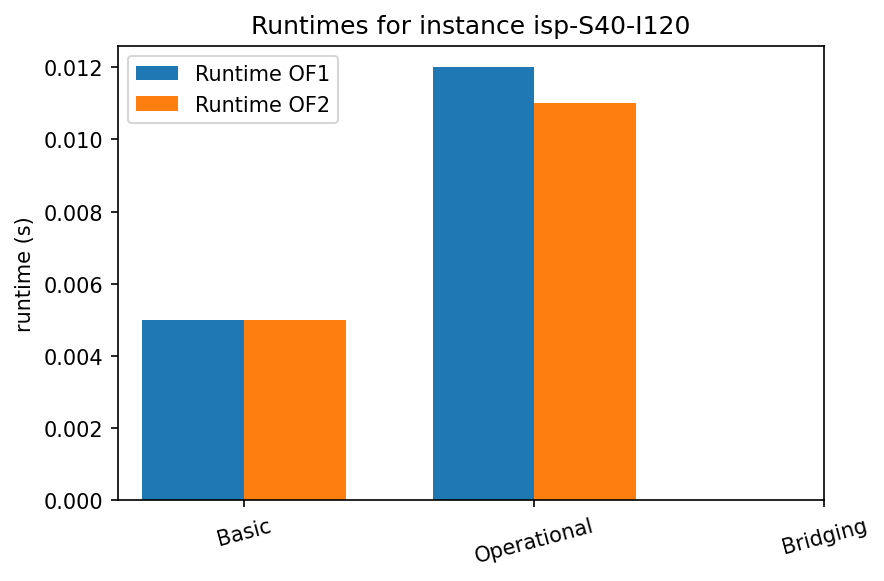 Runtimes for instance isp-S40-I120
Runtime OF1
Runtime OF2
runtime (s)
0.012
0.010
0.008
0.006
0.004
0.002
0.000
Basic
Operational
Bridging